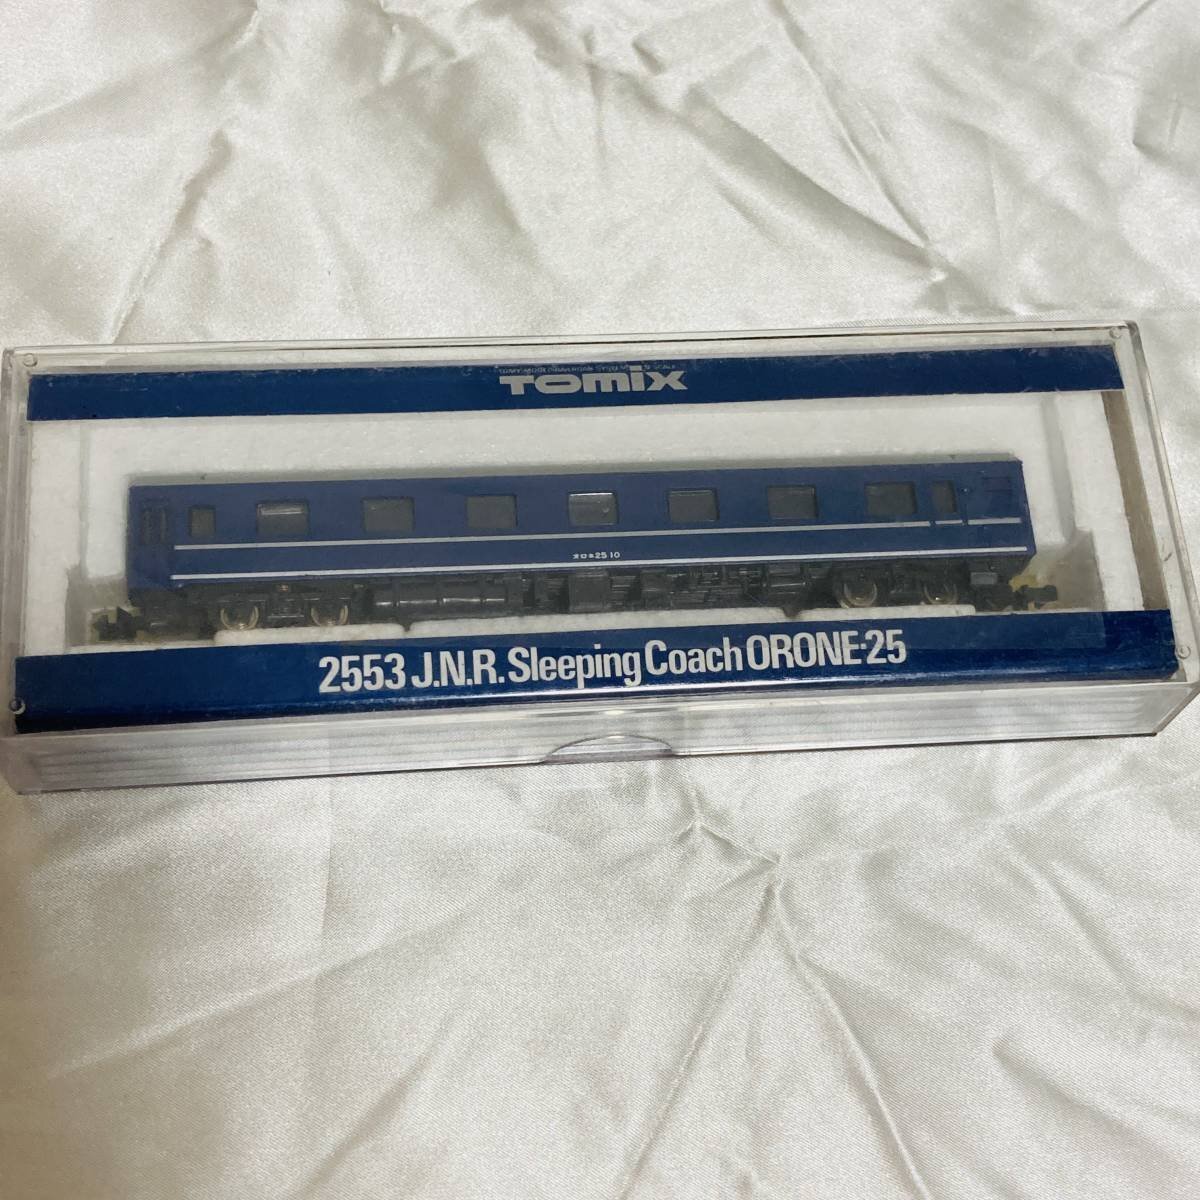 Tomix
オロネ25 10
2553 J.N.R. Sleeping Coach ORONE·25